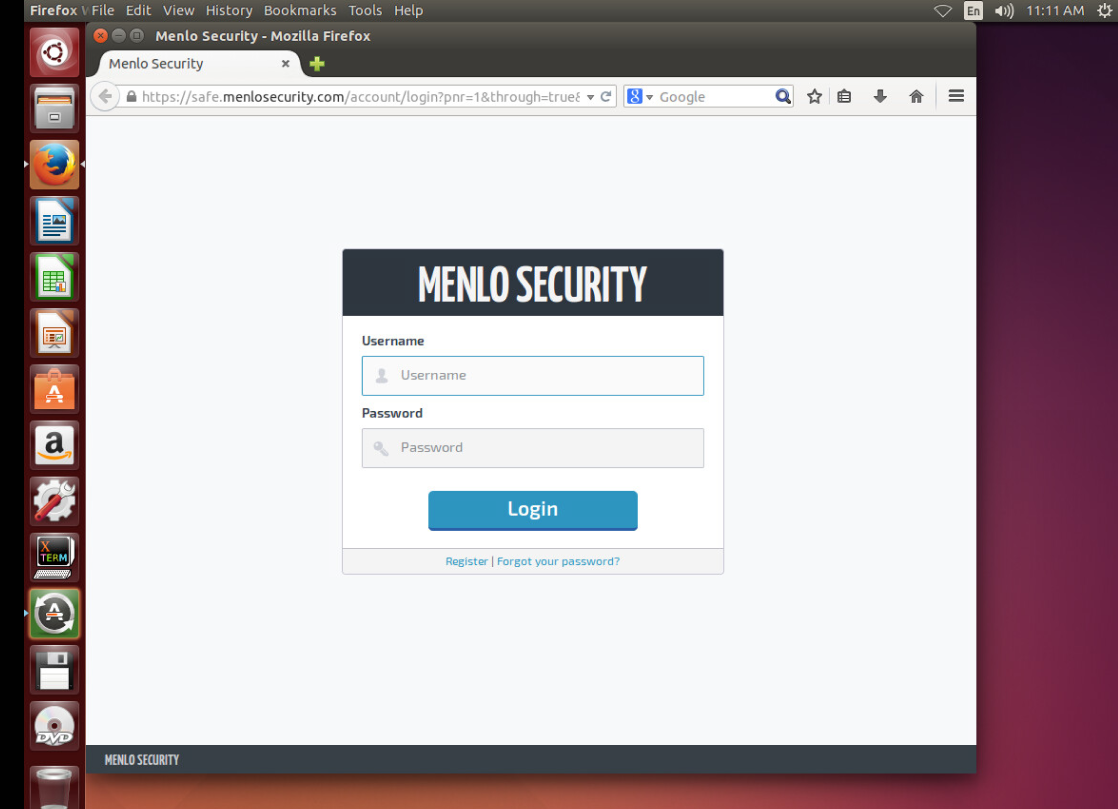 Firefox File Edit View History Bookmarks Tools Help En 11:11 AM
Menlo Security - Mozilla Firefox
Menlo Security
https://safe.menlosecurity.com/account/login?pnr=1&through=true& Google
MENLO SECURITY
Username
Username
Password
Password
Login
Register | Forgot your password?
MENLO SECURITY
a
X
TERM
A
DVD